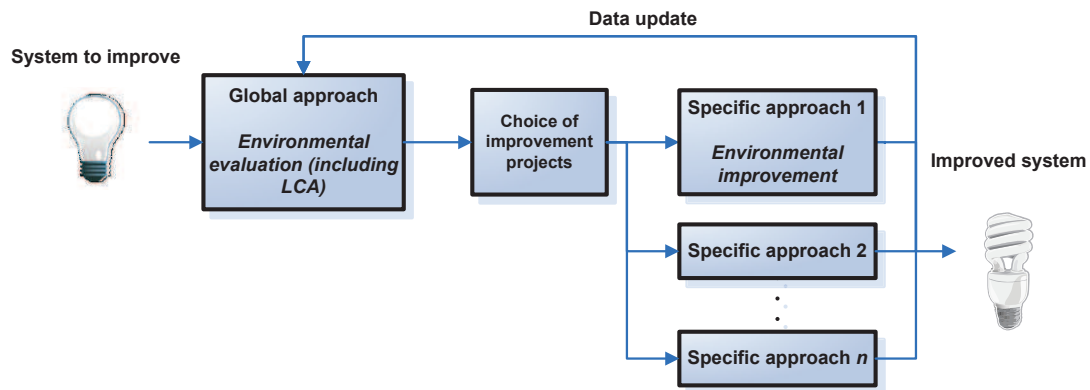 Data update
System to improve
Global approach
Environmental
evaluation (including
LCA)
Choice of
improvement
projects
Specific approach 1
Environmental
improvement
Improved system
Specific approach 2
Specific approach n